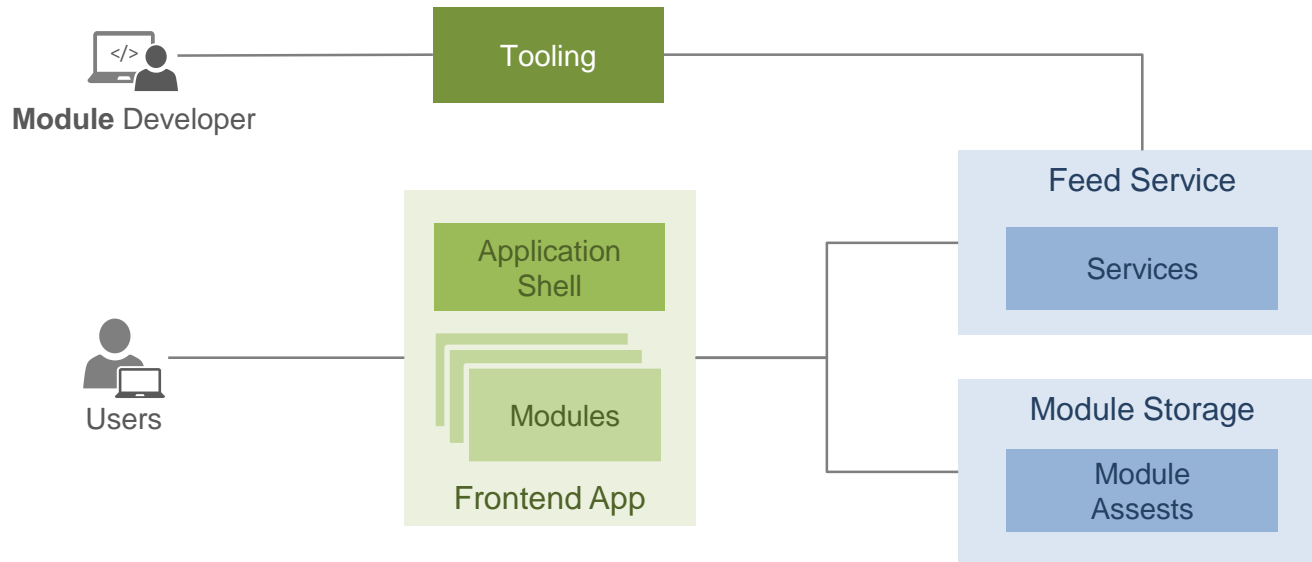 </>
Tooling
Module Developer
Feed Service
Application
Shell
Services
Modules
Users
Module Storage
Frontend App
Module
Assests